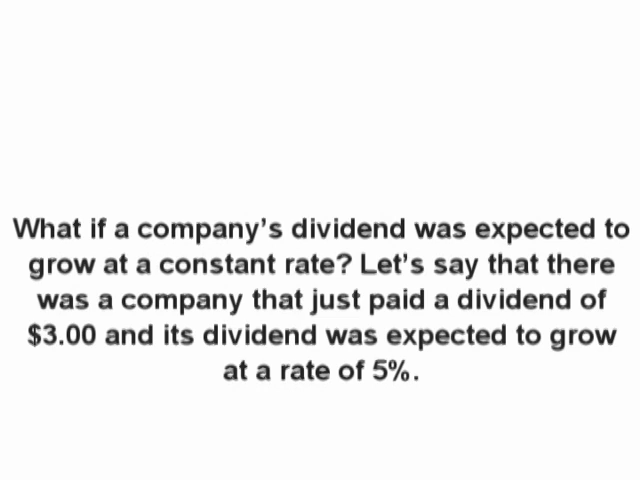 What if a company’s dividend was expected to
grow at a constant rate? Let’s say that there
was a company that just paid a dividend of
$3.00 and its dividend was expected to grow
at a rate of 5%.